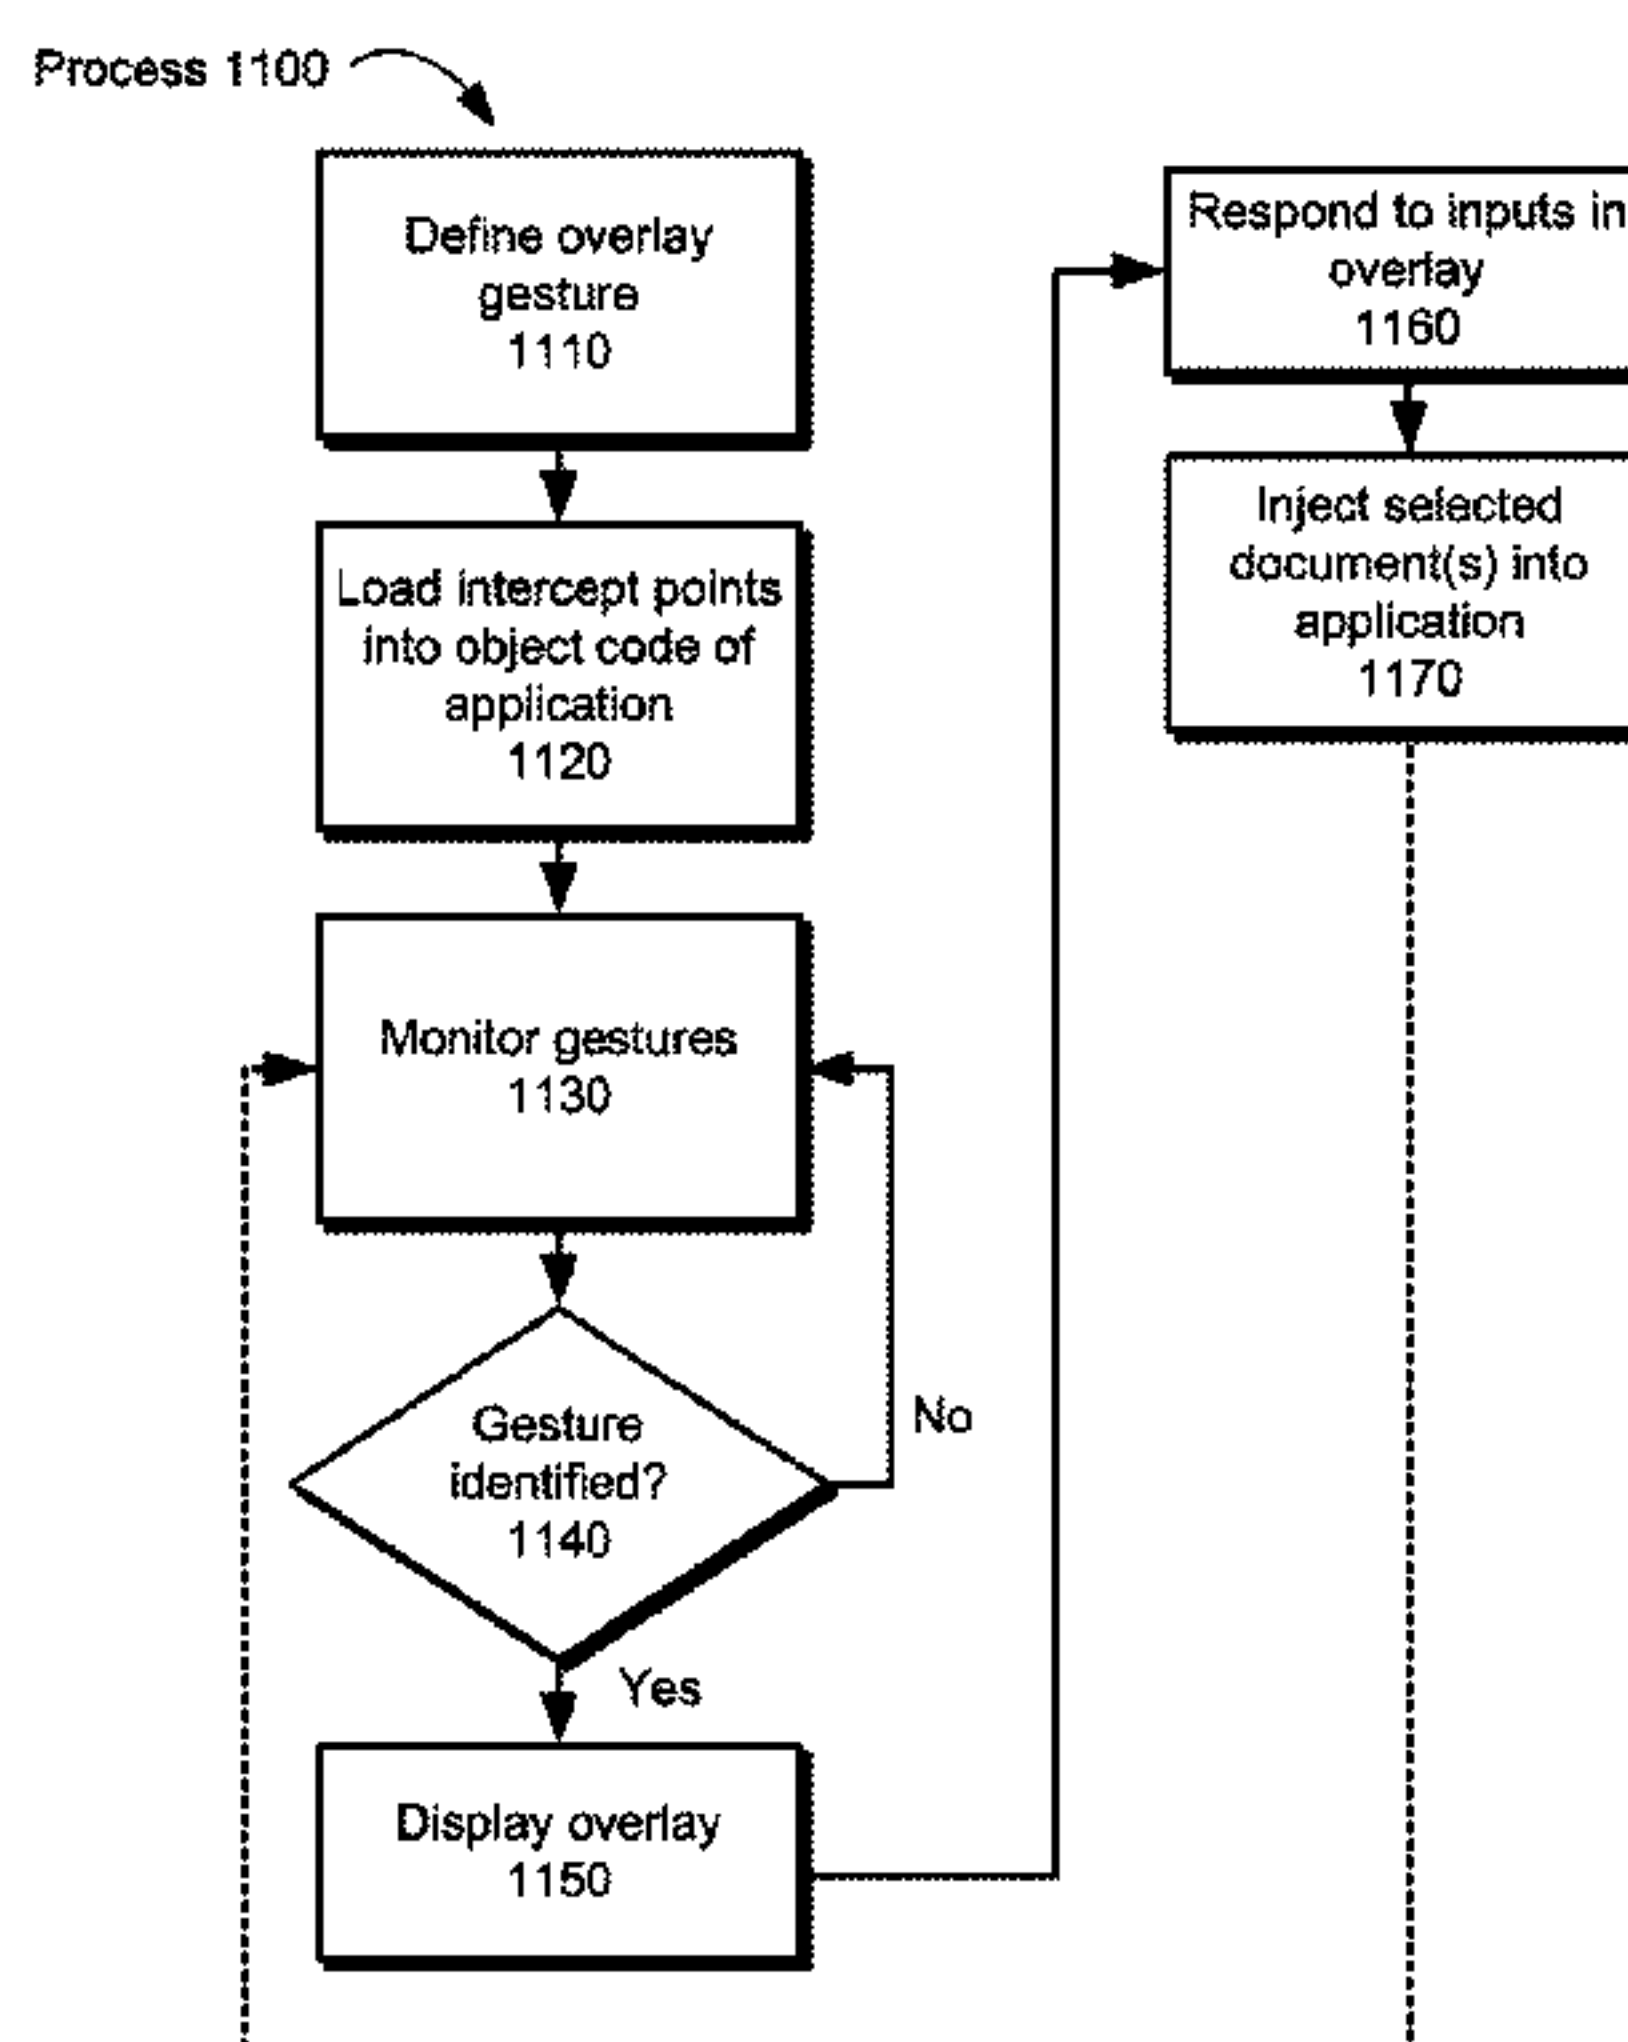 Process 1100
Define overlay
gesture
1110
Load intercept points
into object code of
application
1120
Monitor gestures
1130
Gesture
identified?
1140
No
Yes
Display overlay
1150
Respond to inputs in
overlay
1160
Inject selected
document(s) into
application
1170